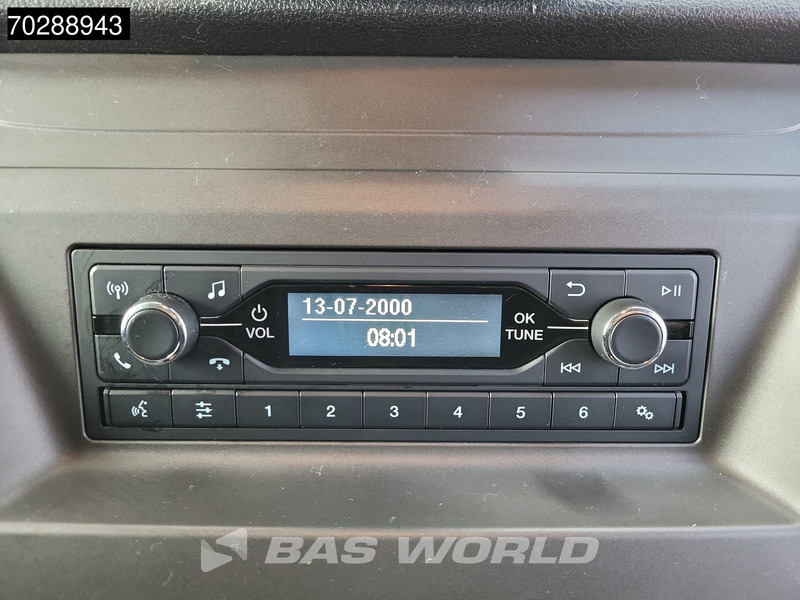 70288943
13-07-2000
08:01
VOL
OK
TUNE
1 2 3 4 5 6
BAS WORLD